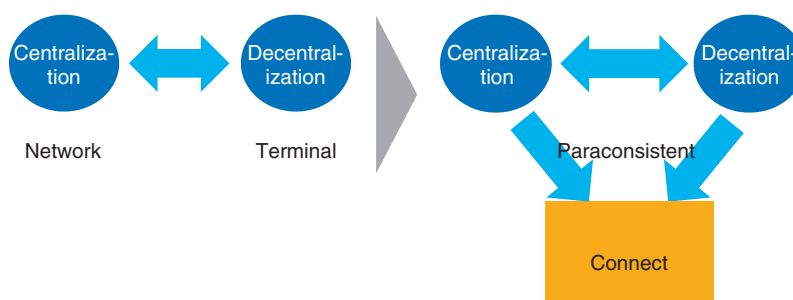 Centraliza-
tion
Decentral-
ization
Network
Terminal
Centraliza-
tion
Decentral-
ization
Paraconsistent
Connect